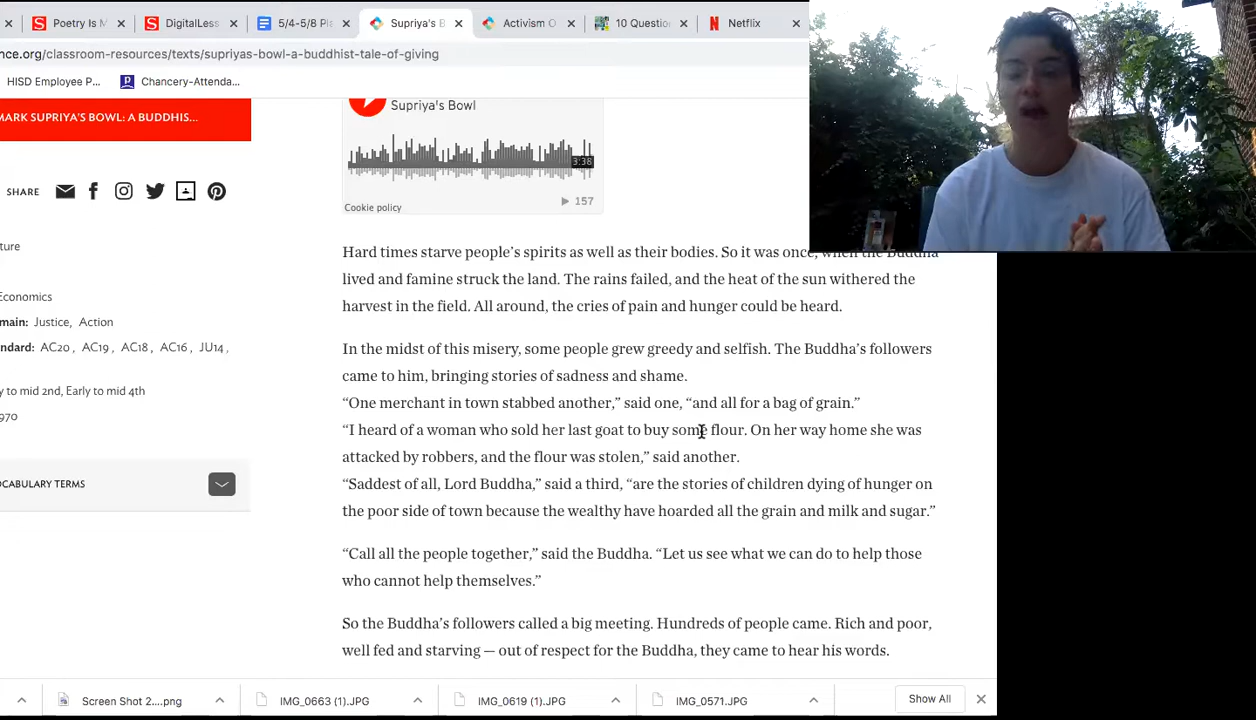 Poetry Is M
DigitalLess
5/4-5/8 Pl
Supriya's B
Activism O
10 Questio
Netflix
nce.org/classroom-resources/texts/supriyas-bowl-a-buddhist-tale-of-giving
HISD Employee P...
Chancery-Attenda...
MARK SUPRIYA'S BOWL: A BUDDHIS...
Supriya's Bowl
3:38
157
Cookie policy
SHARE
ture
Economics
main: Justice, Action
ndard: AC20 , AC19 , AC18 , AC16 , JU14 ,
y to mid 2nd, Early to mid 4th
970
OCABULARY TERMS
Hard times starve people’s spirits as well as their bodies. So it was once, when the Buddha
lived and famine struck the land. The rains failed, and the heat of the sun withered the
harvest in the field. All around, the cries of pain and hunger could be heard.
In the midst of this misery, some people grew greedy and selfish. The Buddha’s followers
came to him, bringing stories of sadness and shame.
“One merchant in town stabbed another,” said one, “and all for a bag of grain.”
“I heard of a woman who sold her last goat to buy some flour. On her way home she was
attacked by robbers, and the flour was stolen,” said another.
“Saddest of all, Lord Buddha,” said a third, “are the stories of children dying of hunger on
the poor side of town because the wealthy have hoarded all the grain and milk and sugar.”
“Call all the people together,” said the Buddha. “Let us see what we can do to help those
who cannot help themselves.”
So the Buddha’s followers called a big meeting. Hundreds of people came. Rich and poor,
well fed and starving — out of respect for the Buddha, they came to hear his words.
Screen Shot 2....png
IMG_0663 (1).JPG
IMG_0619 (1).JPG
IMG_0571.JPG
Show All